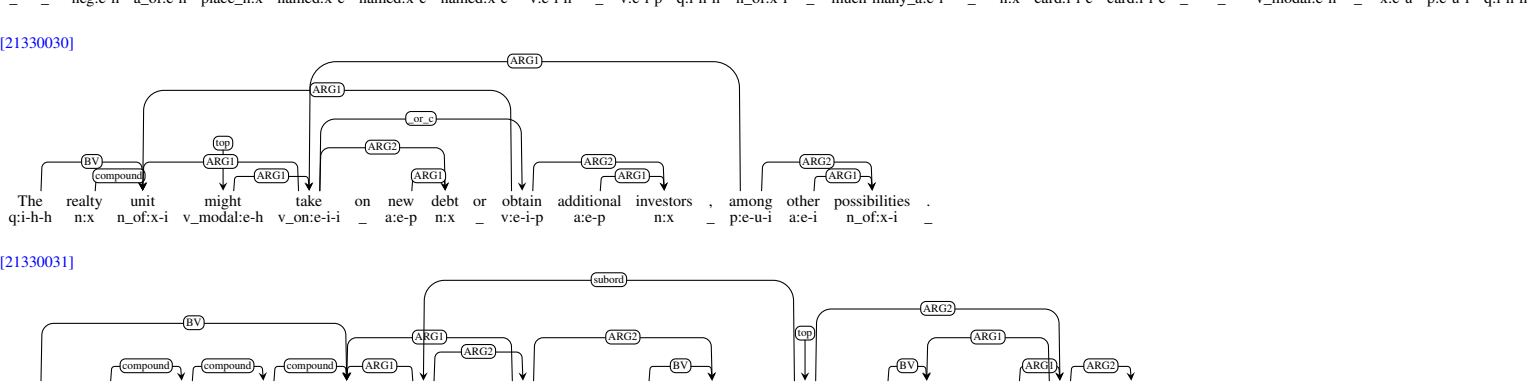 [21330030]
ARG1
ARG1
_or_c
top ARG2
BV ARG1 ARG2 ARG2
compound ARG1 ARG1 ARG1 ARG1
The realty unit might take on new debt or obtain additional investors , among other possibilities .
q:i-h-h n:x n_of:x-i v_modal:e-h v_on:e-i-i _ a:e-p n:x _ v:e-i-p a:e-p n:x _ p:e-u-i a:e-i n_of:x-i _
[21330031]
subord
ARG2
BV top
ARG1 ARG2 ARG1
ARG2
compound compound compound ARG1 BV BV ARG1 ARG2